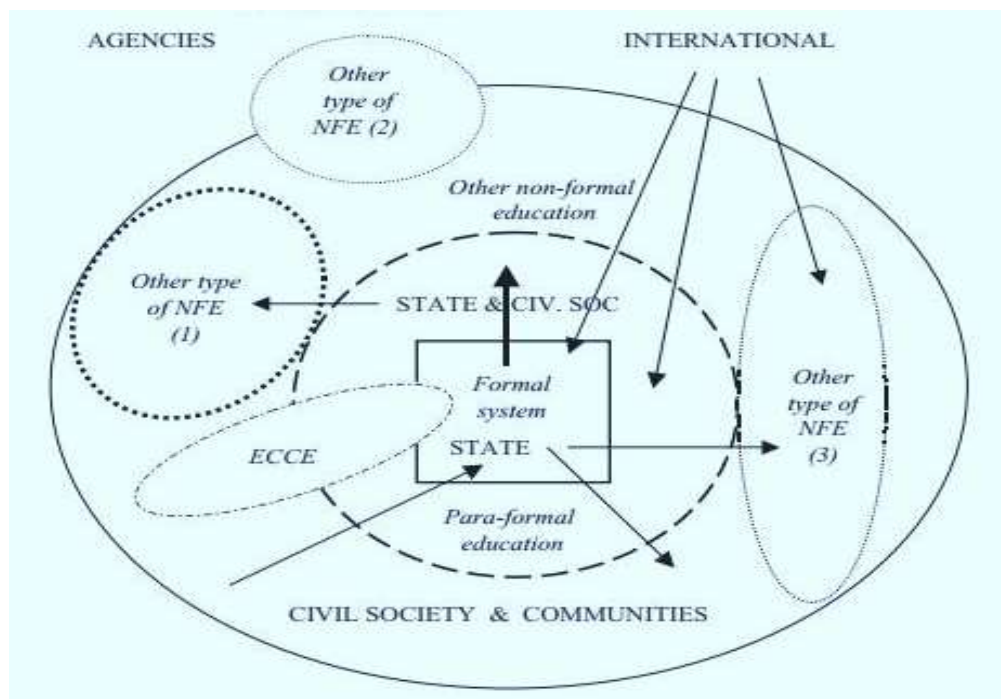 AGENCIES
INTERNATIONAL
Other
type of
NFE (2)
Other non-formal
education
Other type
of NFE
(1)
STATE & CIV. SOC
Formal
system
STATE
Other
type of
NFE
(3)
ECCE
Para-formal
education
CIVIL SOCIETY & COMMUNITIES